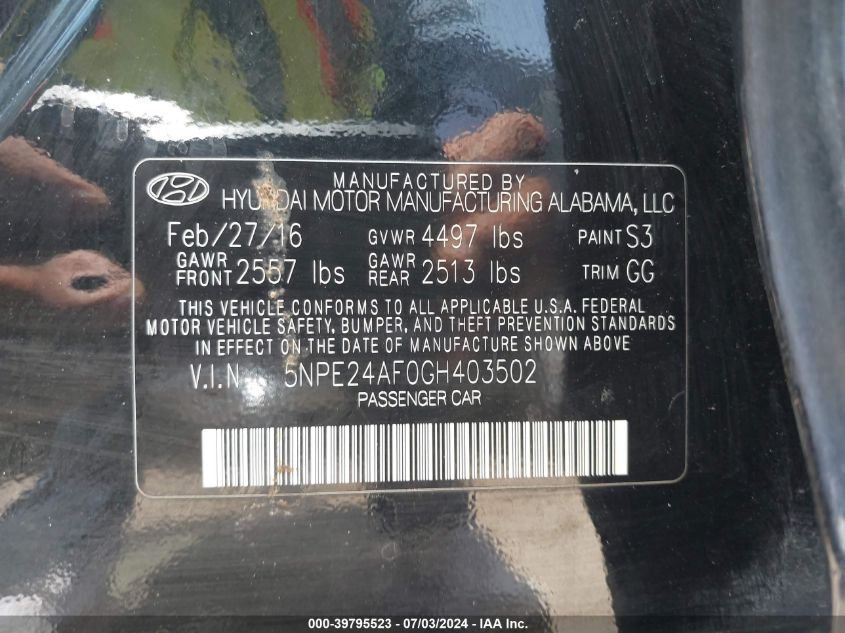 MANUFACTURED BY
HYUNDAI MOTOR MANUFACTURING ALABAMA, LLC
Feb/27/16 GVWR 4497 lbs PAINT S3
GAWR FRONT 2557 lbs GAWR REAR 2513 lbs TRIM GG
THIS VEHICLE CONFORMS TO ALL APPLICABLE U.S.A. FEDERAL
MOTOR VEHICLE SAFETY, BUMPER, AND THEFT PREVENTION STANDARDS
IN EFFECT ON THE DATE OF MANUFACTURE SHOWN ABOVE
V.I.N : 5NPE24AF0GH403502
PASSENGER CAR
000-39795523 - 07/03/2024 - IAA Inc.